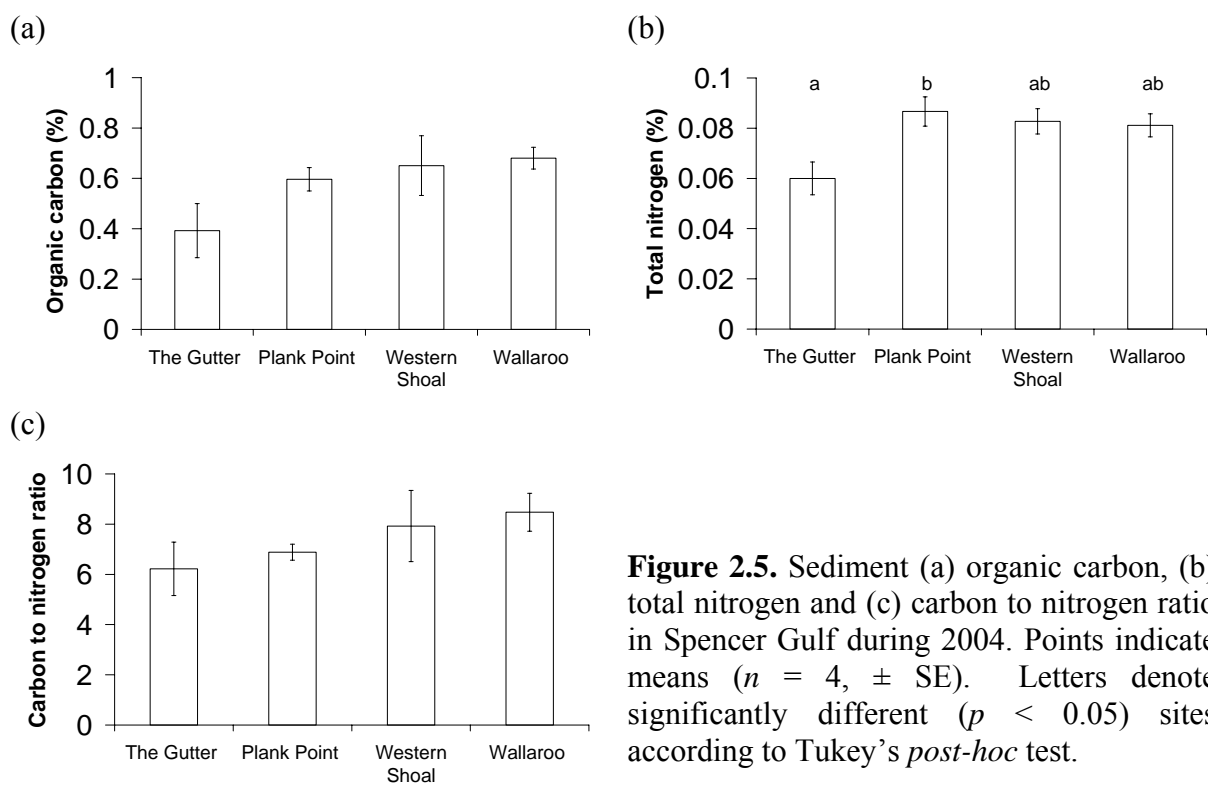 (a)
1
0.8
0.6
0.4
0.2
0
Organic carbon (%)
The Gutter Plank Point Western Wallaroo
Shoal
(b)
0.1
0.08
0.06
0.04
0.02
0
Total nitrogen (%)
a b ab ab
The Gutter Plank Point Western Wallaroo
Shoal
(c)
10
8
6
4
2
0
Carbon to nitrogen ratio
The Gutter Plank Point Western Wallaroo
Shoal
Figure 2.5. Sediment (a) organic carbon, (b)
total nitrogen and (c) carbon to nitrogen ratio
in Spencer Gulf during 2004. Points indicate
means (n = 4, ± SE). Letters denote
significantly different (p < 0.05) sites
according to Tukey's post-hoc test.